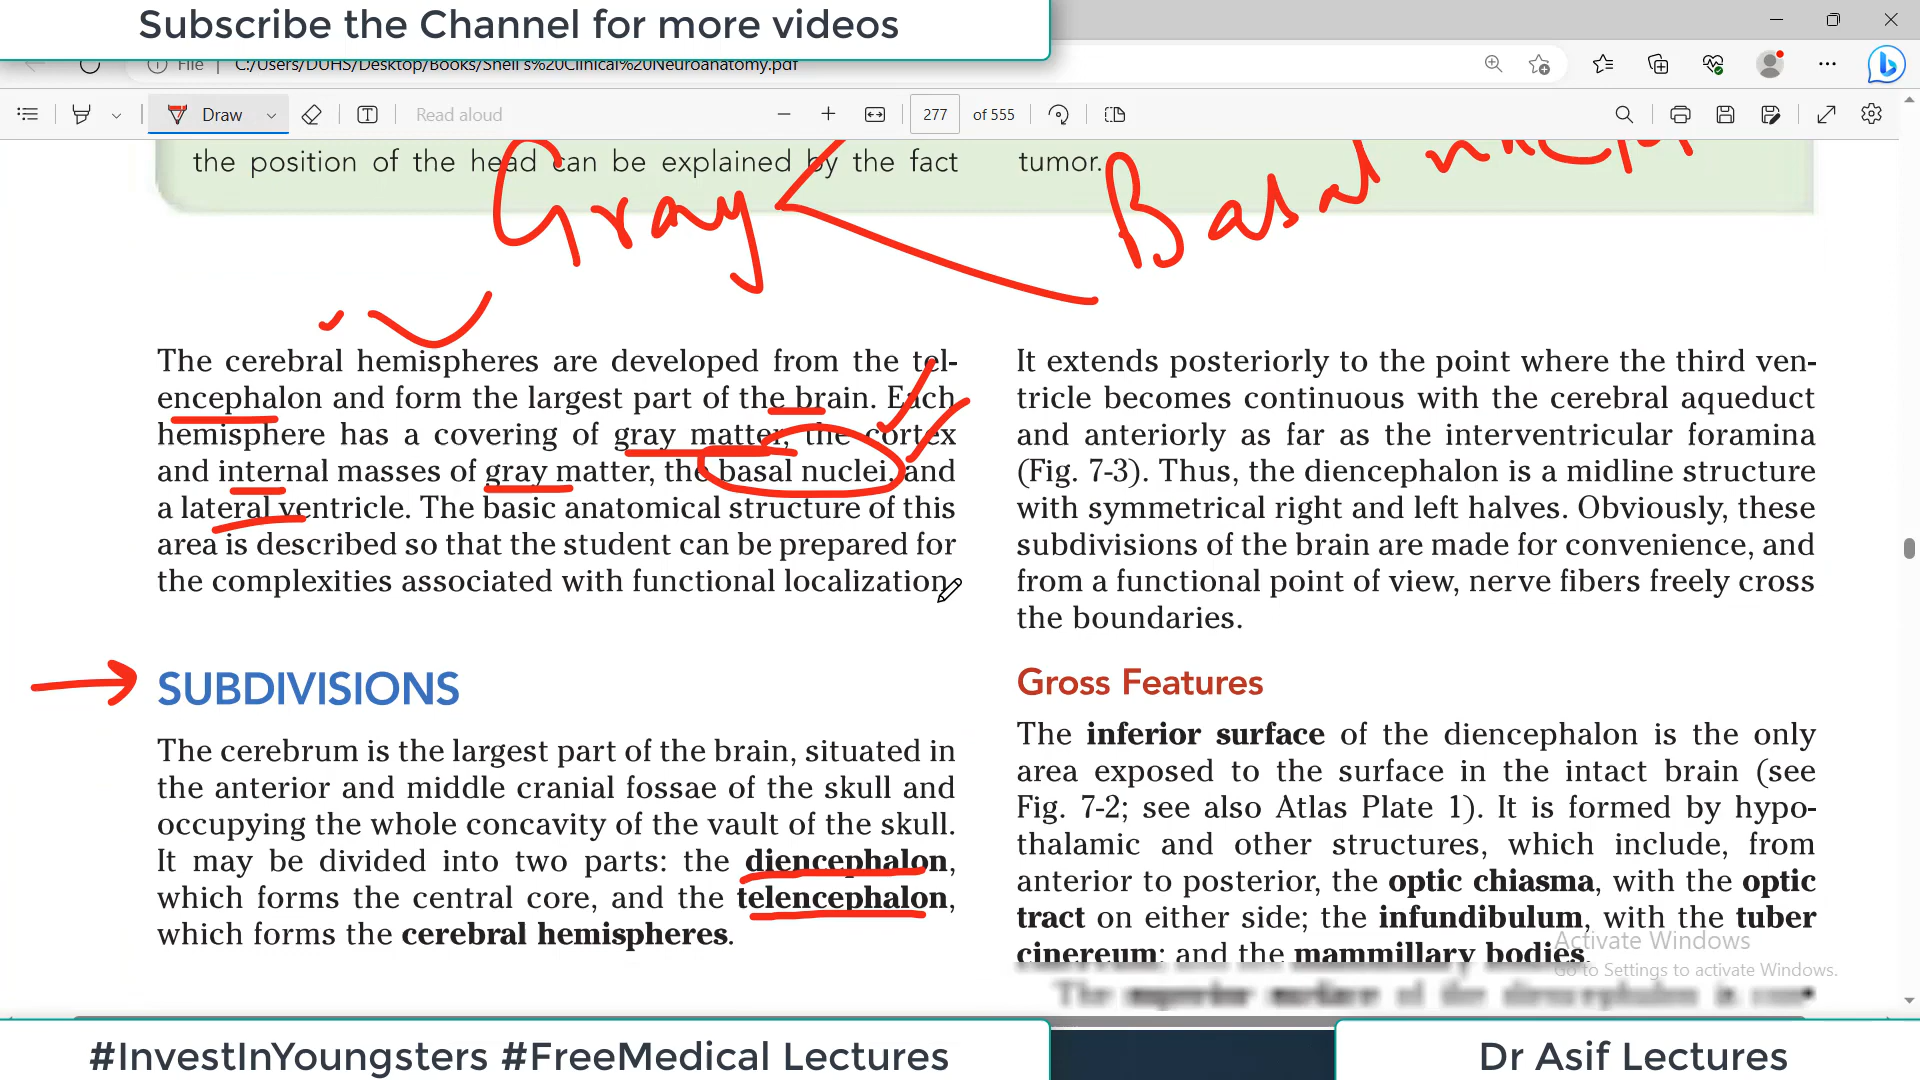 Subscribe the Channel for more videos
File
C:/Users/DUHS/Desktop/Books/Snell's%20Clinical%20Neuroanatomy.pdf
Draw
Read aloud
277 of 555
the position of the head can be explained by the fact
tumor.
Gray
Basal nuclei
The cerebral hemispheres are developed from the tel-
encephalon and form the largest part of the brain. Each
hemisphere has a covering of gray matter, the cortex
and internal masses of gray matter, the basal nuclei, and
a lateral ventricle. The basic anatomical structure of this
area is described so that the student can be prepared for
the complexities associated with functional localization.
SUBDIVISIONS
The cerebrum is the largest part of the brain, situated in
the anterior and middle cranial fossae of the skull and
occupying the whole concavity of the vault of the skull.
It may be divided into two parts: the diencephalon,
which forms the central core, and the telencephalon,
which forms the cerebral hemispheres.
It extends posteriorly to the point where the third ven-
tricle becomes continuous with the cerebral aqueduct
and anteriorly as far as the interventricular foramina
(Fig. 7-3). Thus, the diencephalon is a midline structure
with symmetrical right and left halves. Obviously, these
subdivisions of the brain are made for convenience, and
from a functional point of view, nerve fibers freely cross
the boundaries.
Gross Features
The inferior surface of the diencephalon is the only
area exposed to the surface in the intact brain (see
Fig. 7-2; see also Atlas Plate 1). It is formed by hypo-
thalamic and other structures, which include, from
anterior to posterior, the optic chiasma, with the optic
tract on either side; the infundibulum, with the tuber
cinereum; and the mammillary bodies.
The superior surface of the diencephalon is con-
Activate Windows
Go to Settings to activate Windows.
#InvestInYoungsters #FreeMedical Lectures
Dr Asif Lectures